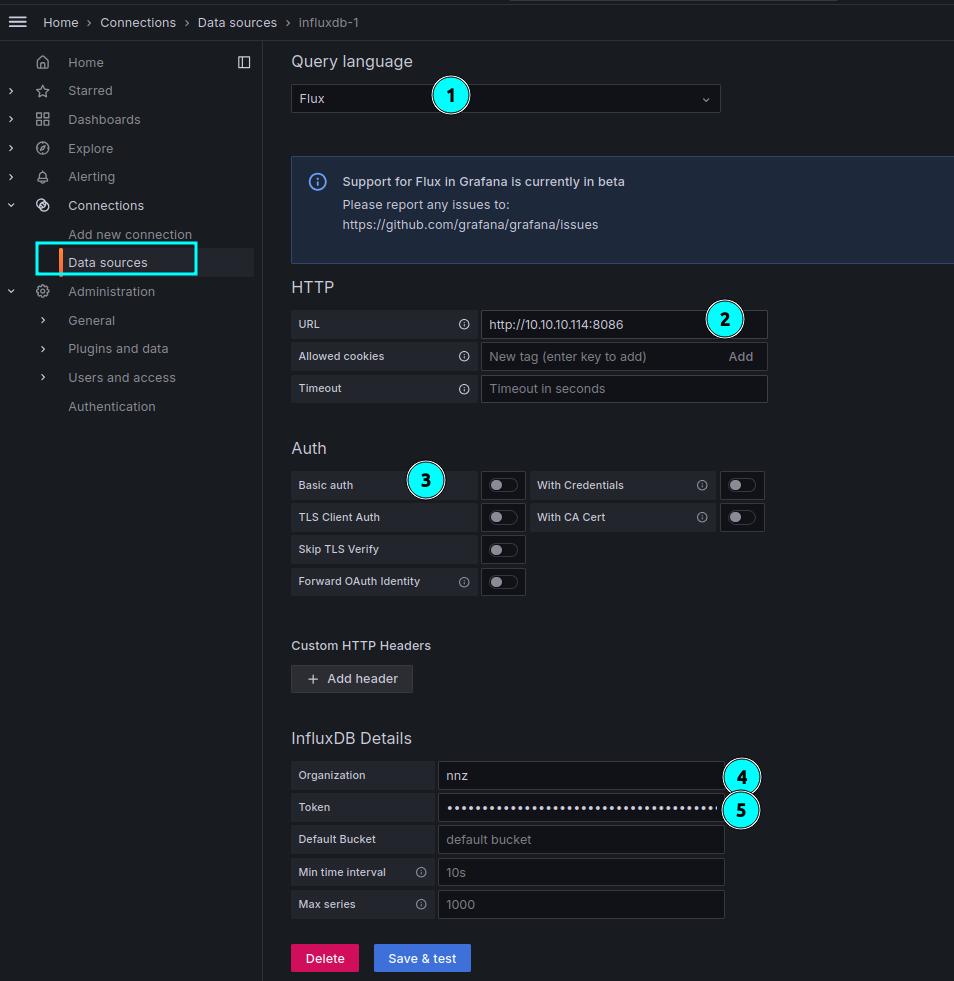 Home › Connections › Data sources › influxdb-1
Home
Starred
Dashboards
Explore
Alerting
Connections
Add new connection
Data sources
Administration
General
Plugins and data
Users and access
Authentication
Query language
Flux
1
Support for Flux in Grafana is currently in beta
Please report any issues to:
https://github.com/grafana/grafana/issues
HTTP
URL http://10.10.10.114:8086 2
Allowed cookies New tag (enter key to add) Add
Timeout Timeout in seconds
Auth
Basic auth 3 With Credentials
TLS Client Auth With CA Cert
Skip TLS Verify
Forward OAuth Identity
Custom HTTP Headers
+ Add header
InfluxDB Details
Organization nnz 4
Token •••••••••••••••••••••••••••••••••••••• 5
Default Bucket default bucket
Min time interval 10s
Max series 1000
Delete Save & test